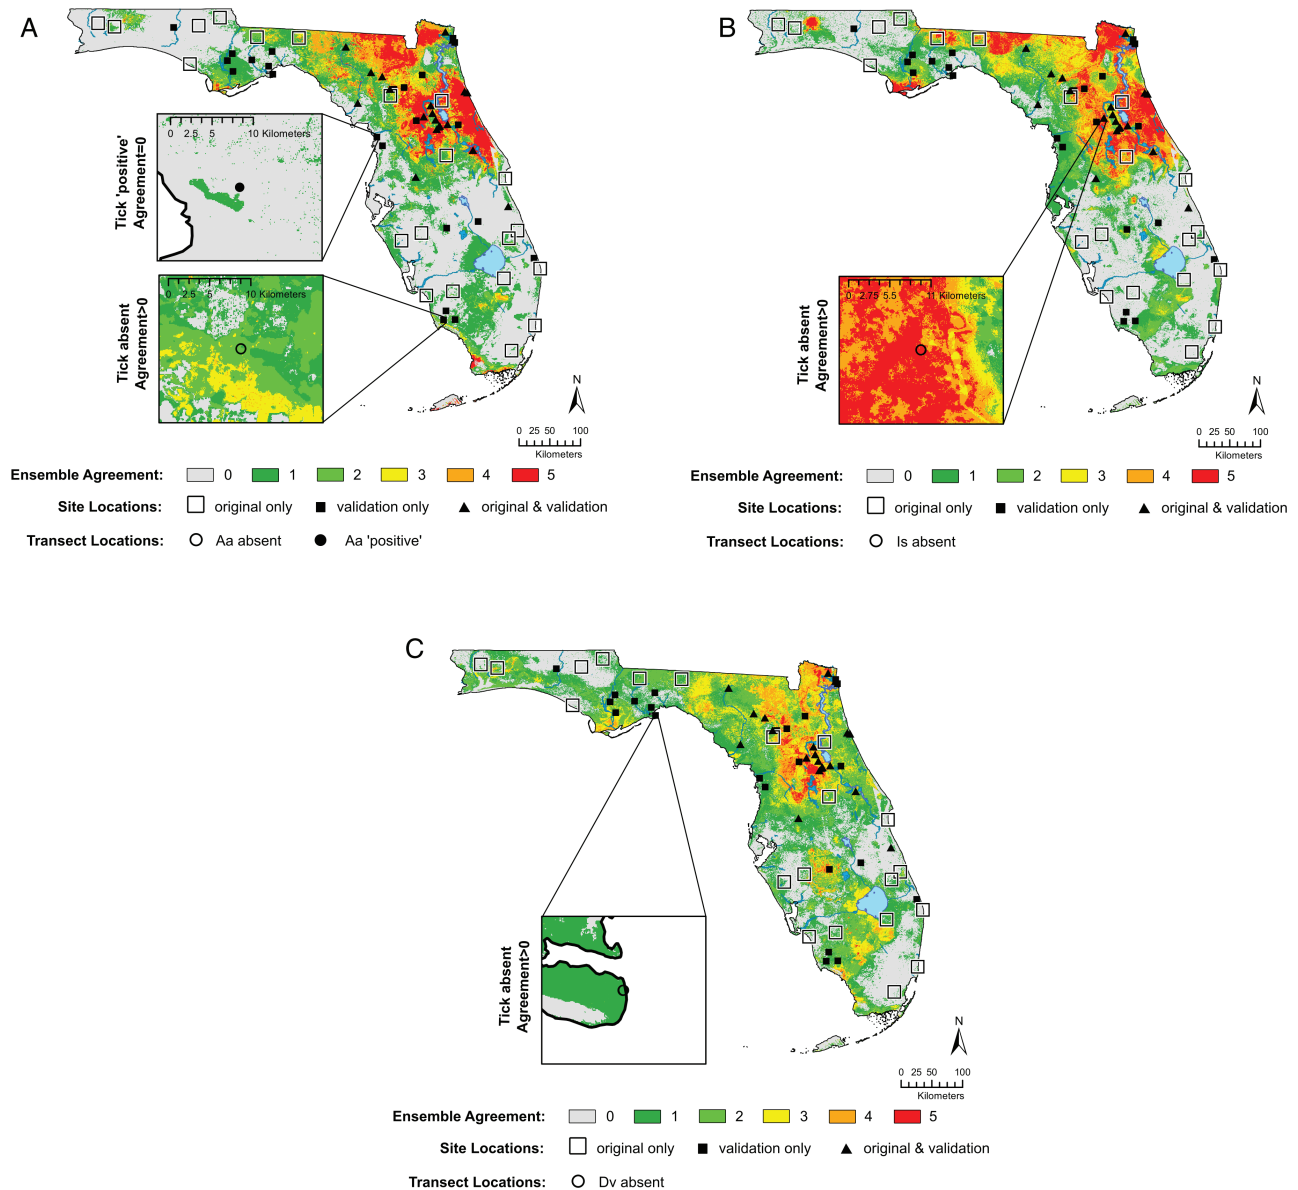 A
0 2.5 5 10 Kilometers
Tick 'positive'
Agreement=0
0 2.5 5 10 Kilometers
Tick absent
Agreement>0
N
0 25 50 100
Kilometers
Ensemble Agreement: 0 1 2 3 4 5
Site Locations: original only validation only original & validation
Transect Locations: Aa absent Aa 'positive'
B
0 2.75 5.5 11 Kilometers
Tick absent
Agreement>0
N
0 25 50 100
Kilometers
Ensemble Agreement: 0 1 2 3 4 5
Site Locations: original only validation only original & validation
Transect Locations: Is absent
C
Tick absent
Agreement>0
N
0 25 50 100
Kilometers
Ensemble Agreement: 0 1 2 3 4 5
Site Locations: original only validation only original & validation
Transect Locations: Dv absent